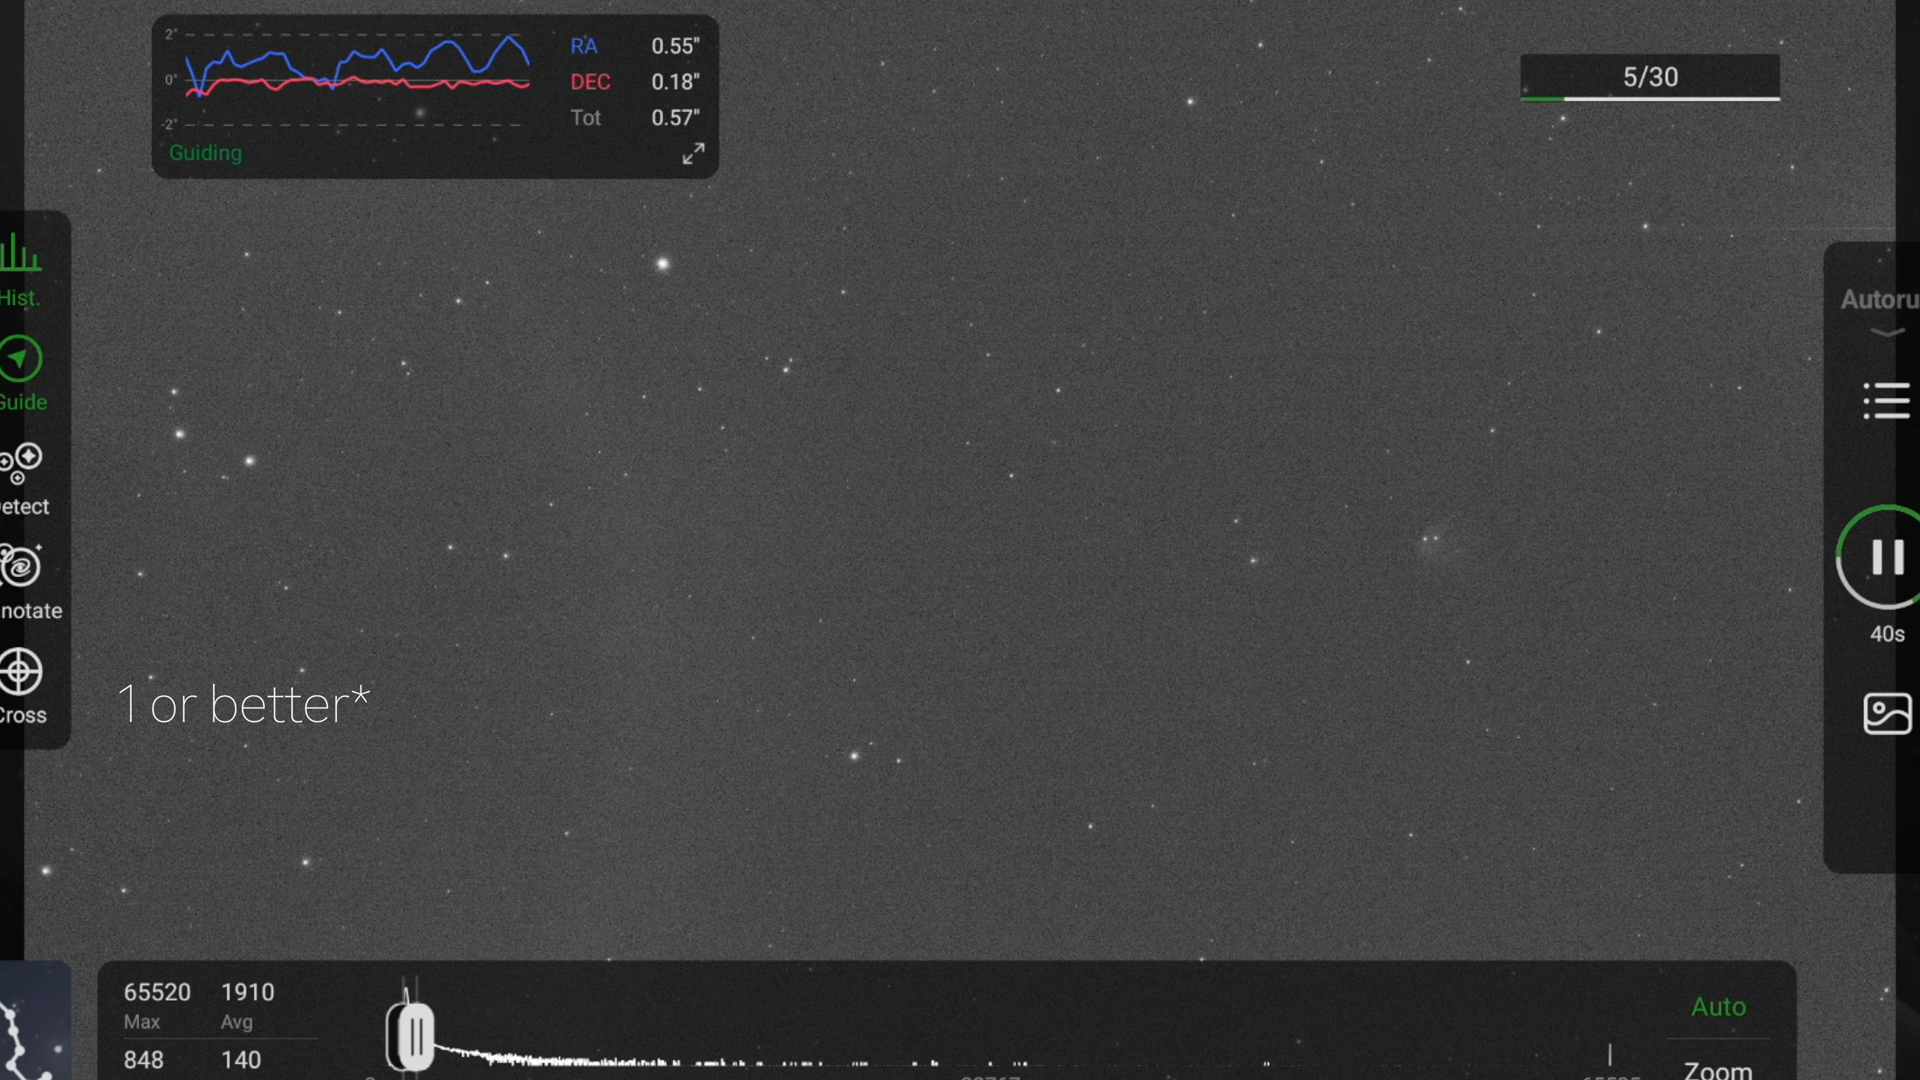 2"
0"
-2"
RA 0.55"
DEC 0.18"
Tot 0.57"
Guiding
5/30
Hist.
Guide
etect
notate
Cross
Autoru
40s
1 or better*
65520 1910
Max Avg
848 140
Auto
Zoom